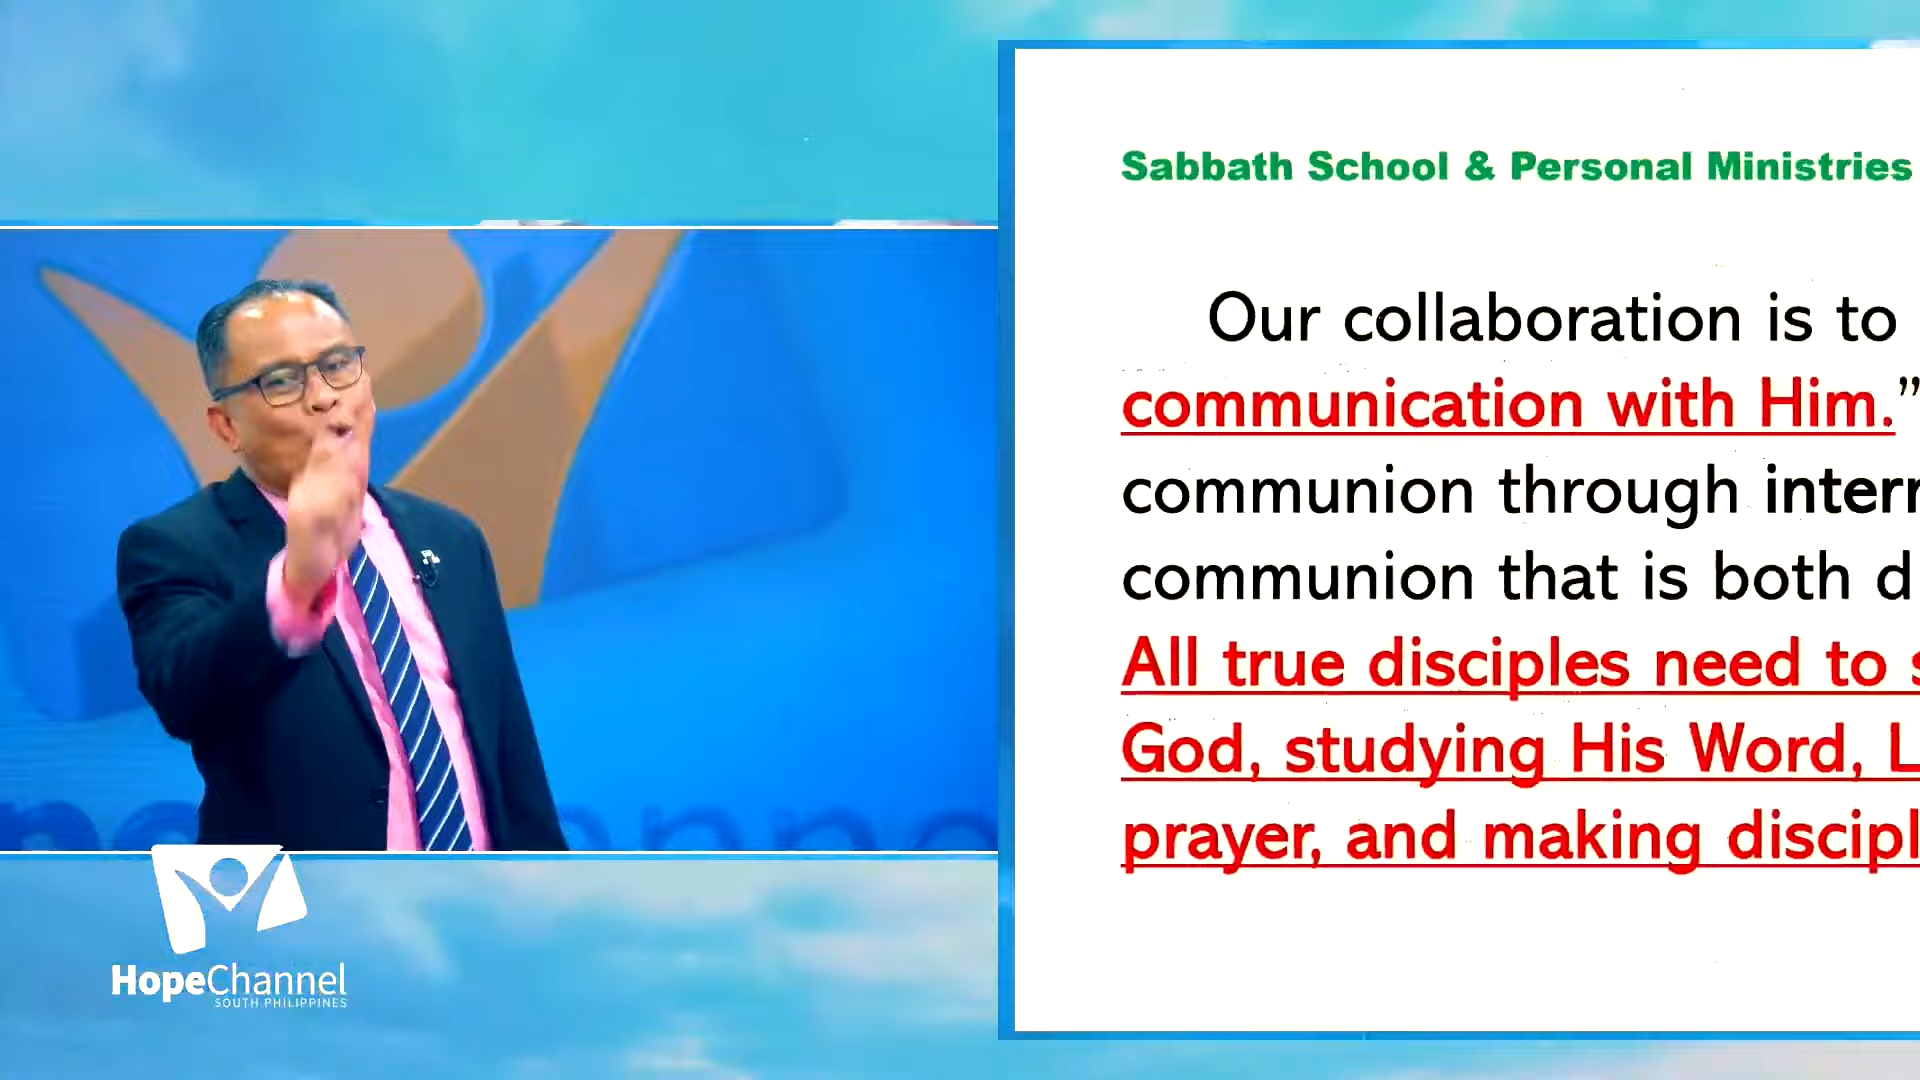 Sabbath School & Personal Ministries
Our collaboration is to
communication with Him.”
communion through
communion that is both
All true disciples need to
God, studying His Word,
prayer, and making
HopeChannel
SOUTH PHILIPPINES